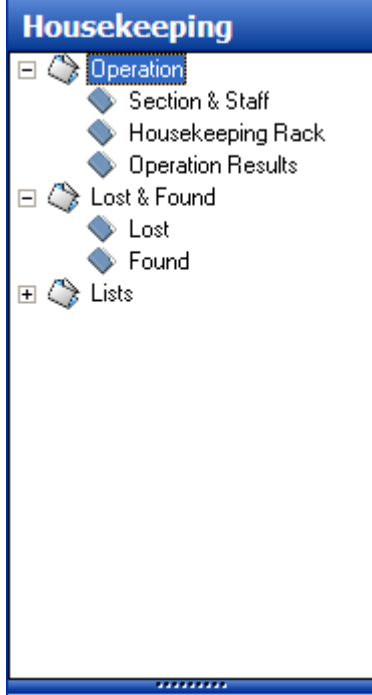 Housekeeping
Operation
Section & Staff
Housekeeping Rack
Operation Results
Lost & Found
Lost
Found
Lists